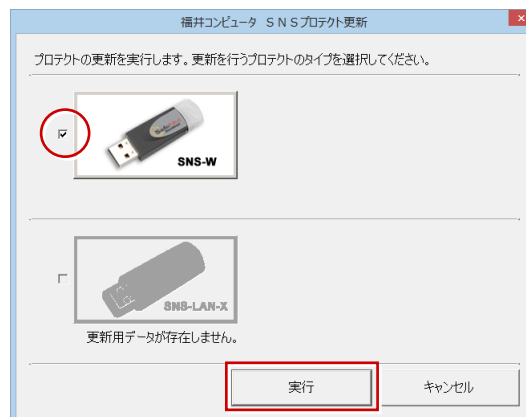 福井コンピュータ ＳＮＳプロテクト更新
プロテクトの更新を実行します。更新を行うプロテクトのタイプを選択してください。
SNS-W
SNS-LAN-X
更新用データが存在しません。
実行
キャンセル